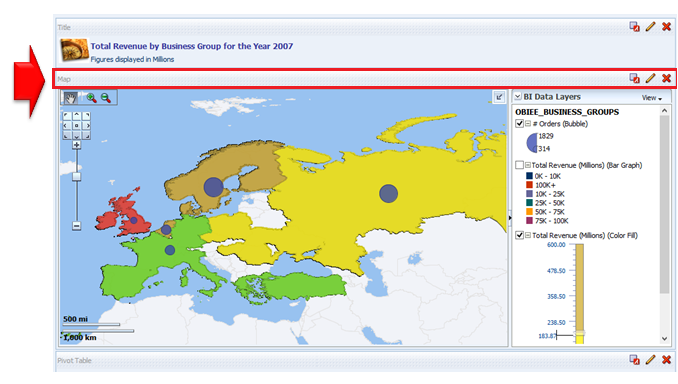 Title
Total Revenue by Business Group for the Year 2007
Figures displayed in Millions
Map
BI Data Layers
View
OBIEE_BUSINESS_GROUPS
# Orders (Bubble)
1829
314
Total Revenue (Millions) (Bar Graph)
0K - 10K
100K+
10K - 25K
25K - 50K
50K - 75K
75K - 100K
Total Revenue (Millions) (Color Fill)
600.00
478.50
358.50
238.50
183.87
500 mi
1,000 km
Pivot Table